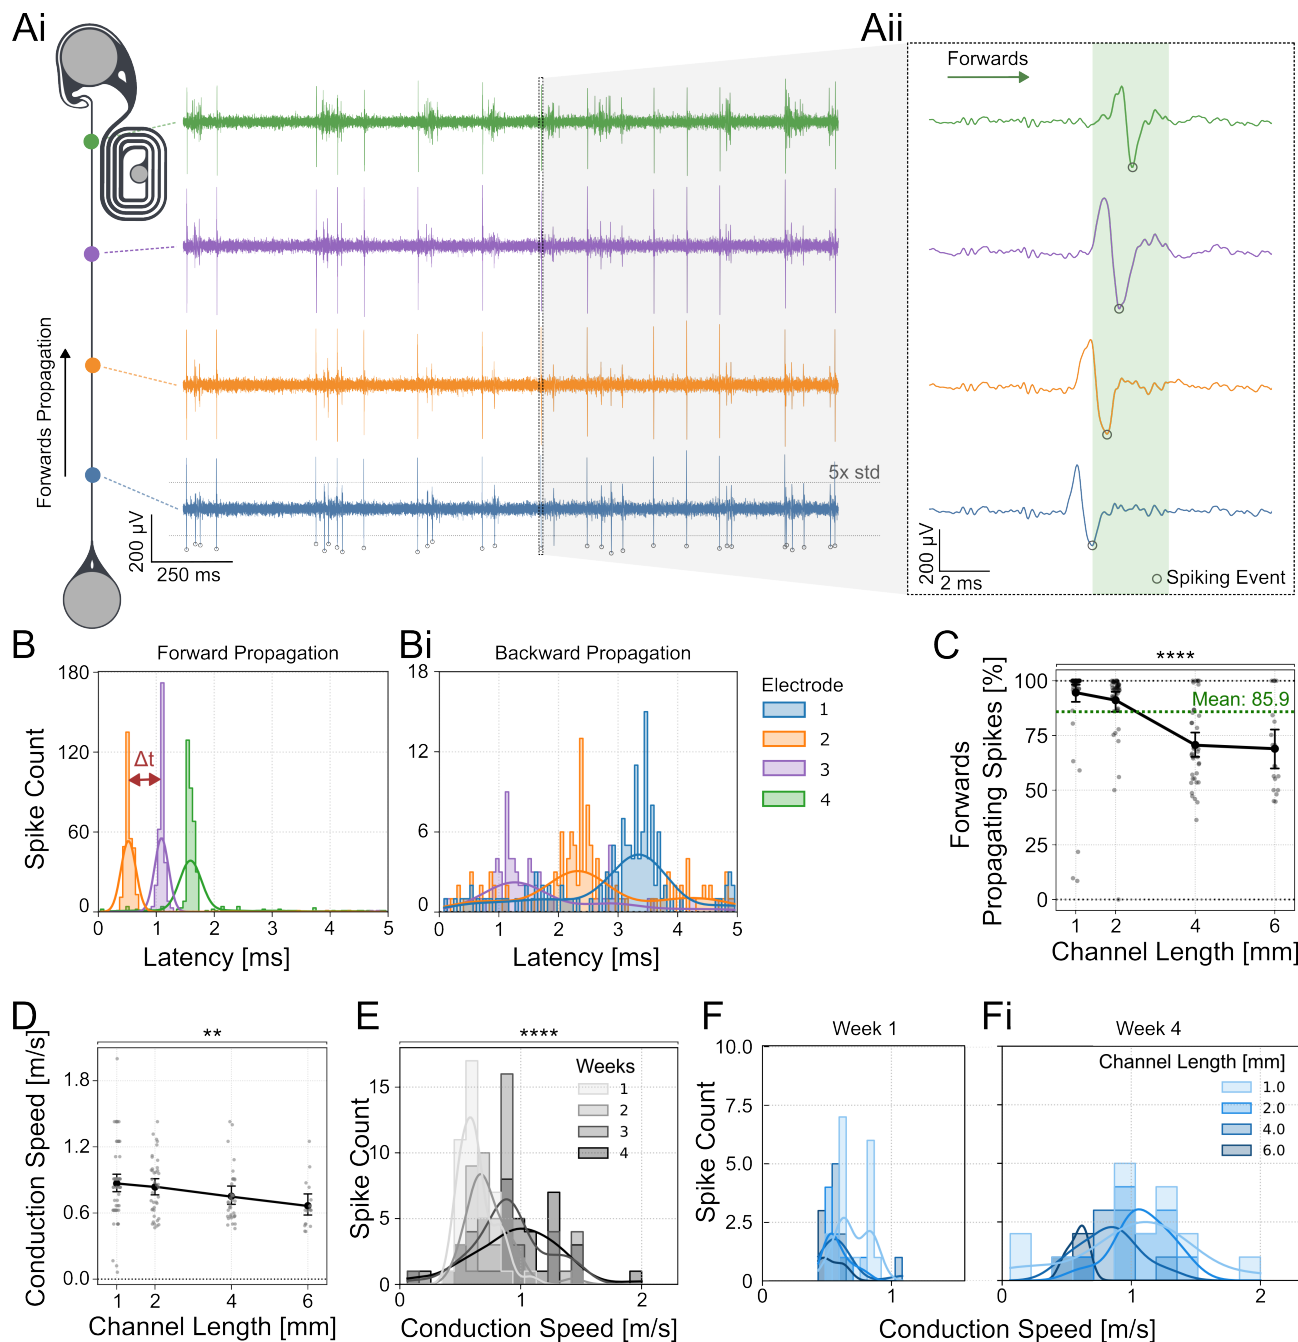 Ai
Aii
Forwards
Forwards Propagation
5x std
200 µV
250 ms
200 µV
2 ms
Spiking Event
B
Forward Propagation
Bi
Backward Propagation
C
****
180
120
60
0
Spike Count
Δt
0
1
2
3
4
5
Latency [ms]
18
12
6
0
0
1
2
3
4
5
Latency [ms]
Electrode
1
2
3
4
Forwards
Propagating Spikes [%]
100
75
50
25
0
Mean: 85.9
1
2
4
6
Channel Length [mm]
D
**
Conduction Speed [m/s]
1.8
1.2
0.6
0.0
1
2
4
6
Channel Length [mm]
E
****
Spike Count
15
10
5
0
Weeks
1
2
3
4
0
1
2
Conduction Speed [m/s]
F
Week 1
Spike Count
10.0
7.5
5.0
2.5
0
0
1
Fi
Week 4
Channel Length [mm]
1.0
2.0
4.0
6.0
0
1
2
Conduction Speed [m/s]